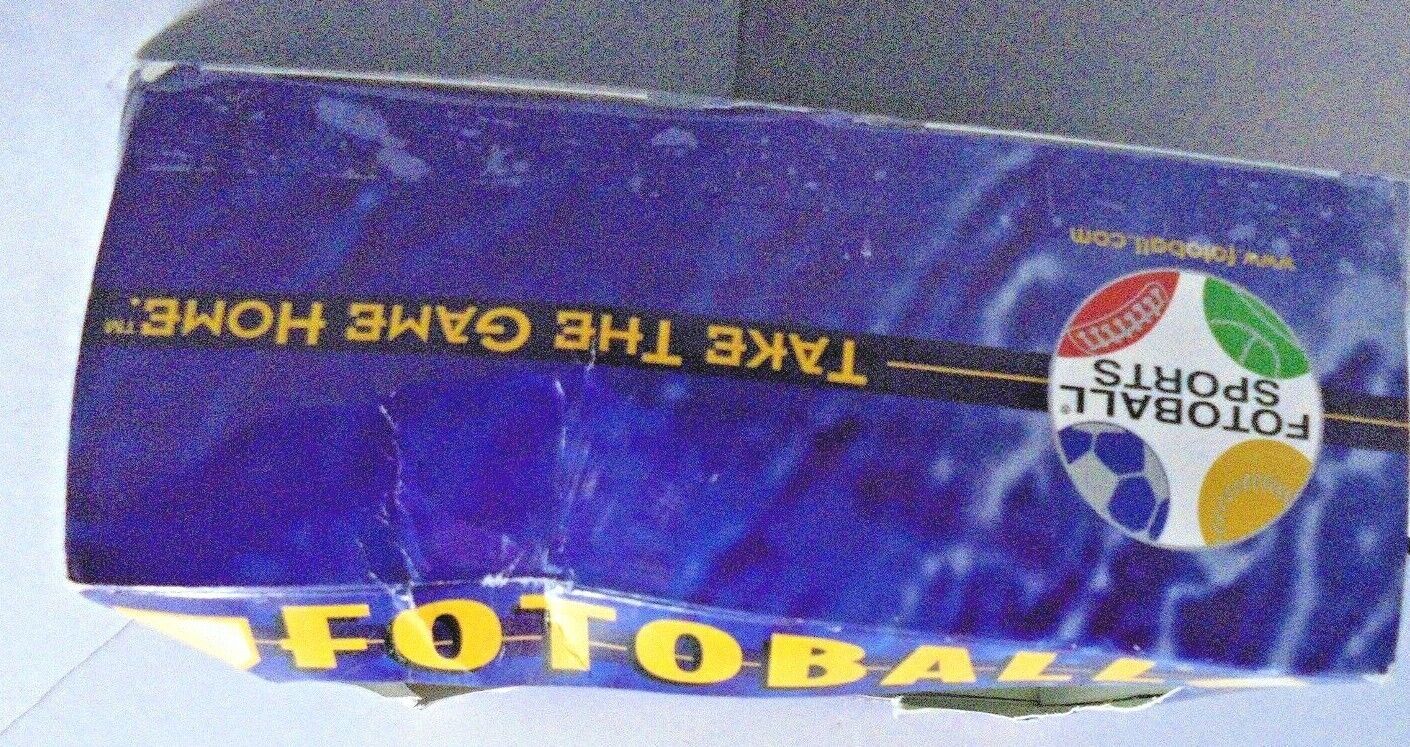 www.fotoball.com
FOTOBALL®
SPORTS
TAKE THE GAME HOME.™
FOTOBALL